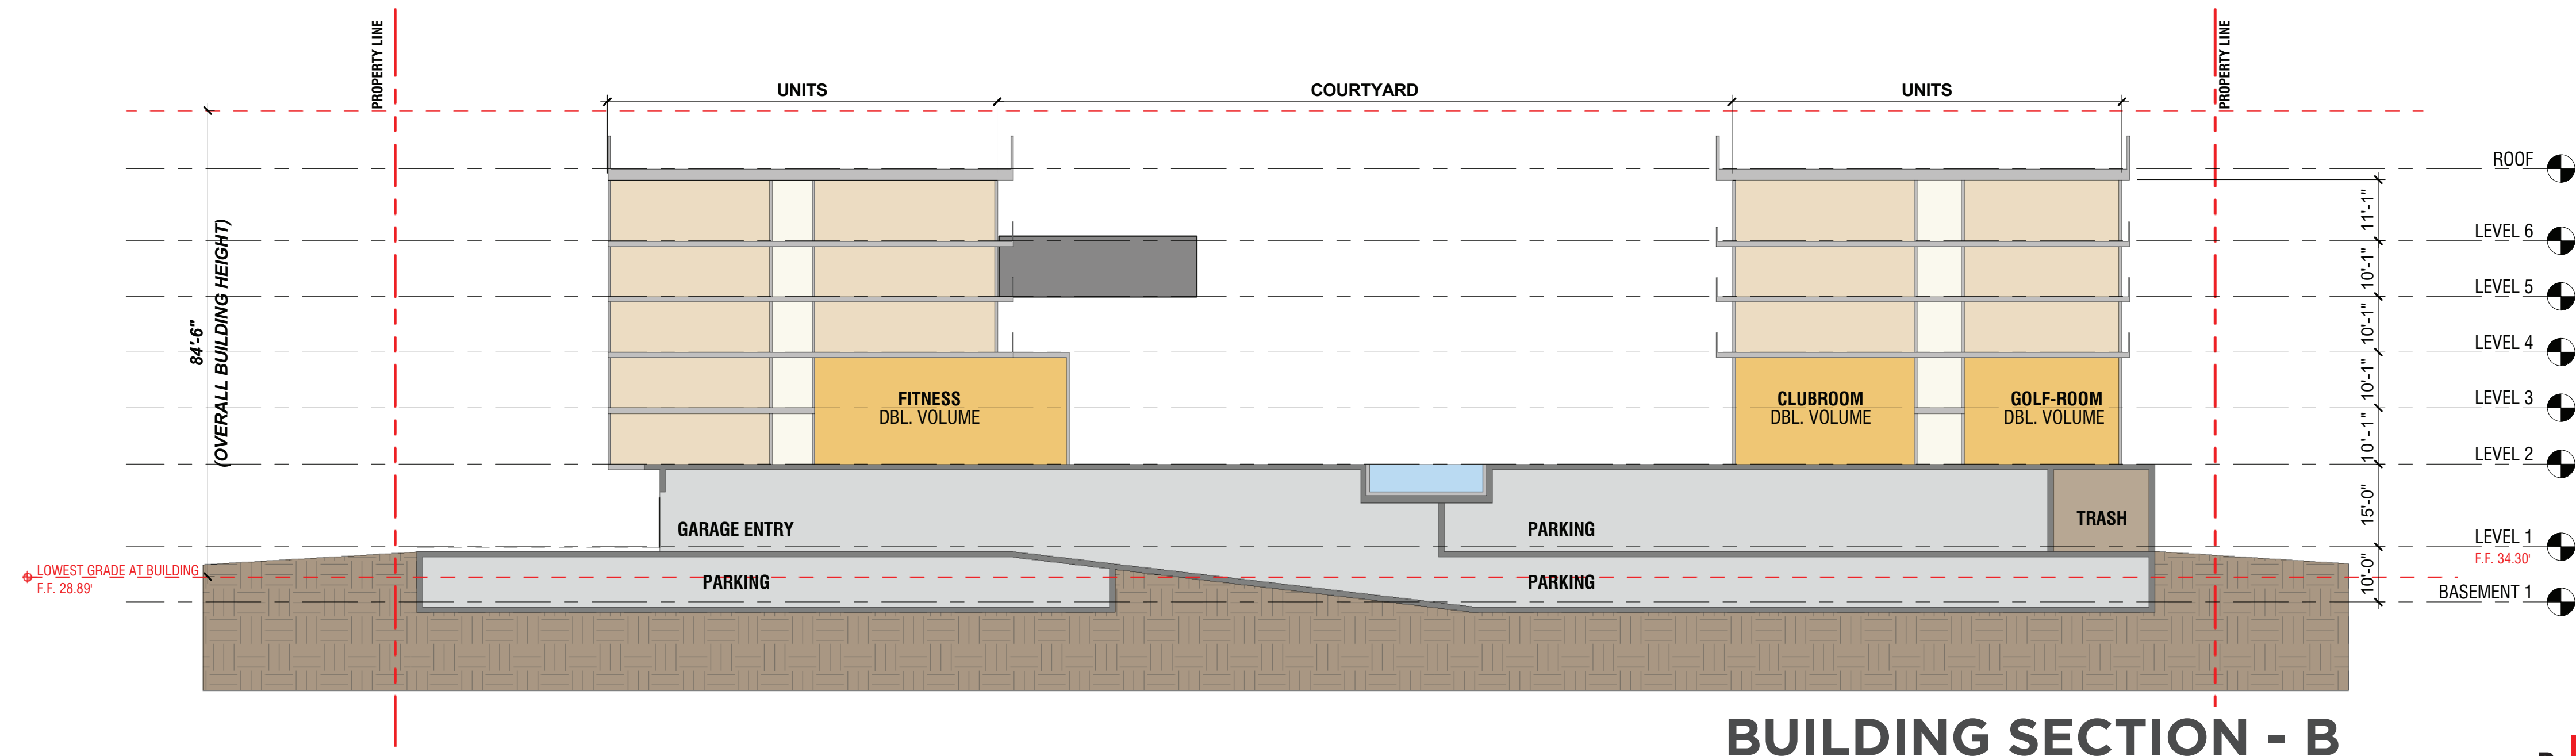 PROPERTY LINE
PROPERTY LINE
UNITS
COURTYARD
UNITS
84'-6"
(OVERALL BUILDING HEIGHT)
ROOF
11'-1"
LEVEL 6
10'-1"
LEVEL 5
10'-1"
LEVEL 4
10'-1"
LEVEL 3
10'-1"
LEVEL 2
15'-0"
LEVEL 1
F.F. 34.30'
10'-0"
BASEMENT 1
FITNESS
DBL. VOLUME
CLUBROOM
DBL. VOLUME
GOLF-ROOM
DBL. VOLUME
GARAGE ENTRY
PARKING
TRASH
LOWEST GRADE AT BUILDING
F.F. 28.89'
PARKING
PARKING
BUILDING SECTION - B